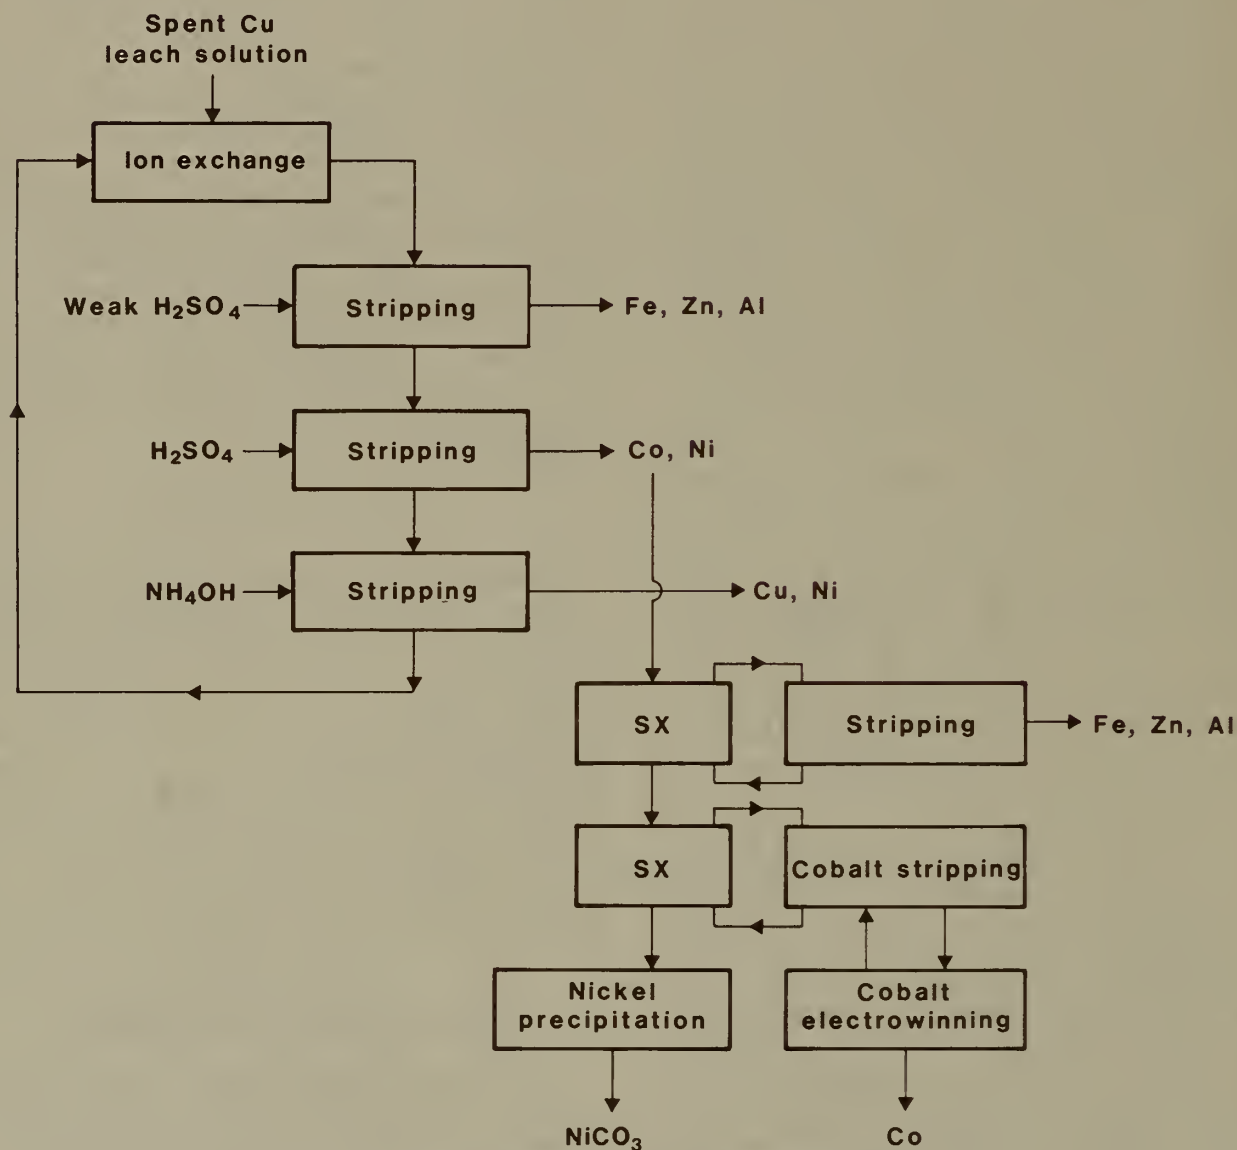 Spent Cu
leach solution
Ion exchange
Weak H₂SO₄
Stripping
Fe, Zn, Al
H₂SO₄
Stripping
Co, Ni
NH₄OH
Stripping
Cu, Ni
SX
Stripping
Fe, Zn, Al
SX
Cobalt stripping
Nickel
precipitation
Cobalt
electrowinning
NiCO₃
Co